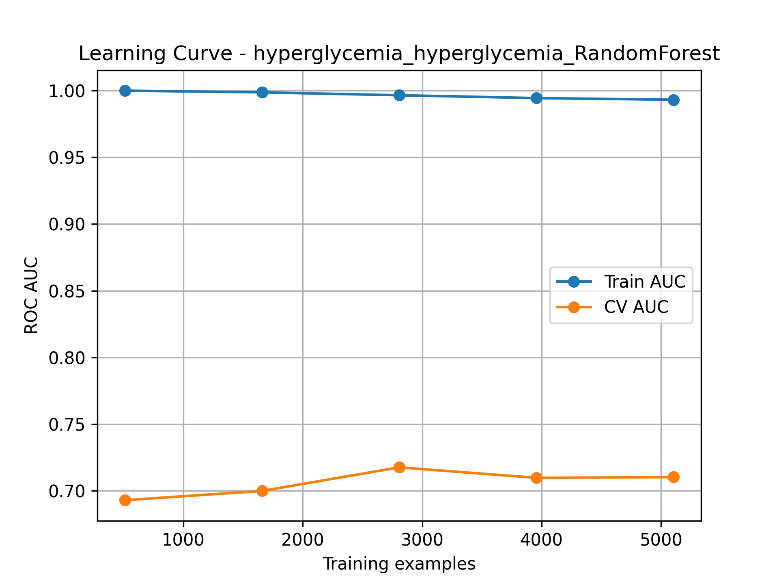 Learning Curve - hyperglycemia_hyperglycemia_RandomForest
1.00
0.95
0.90
0.85
0.80
0.75
0.70
ROC AUC
Train AUC
CV AUC
1000 2000 3000 4000 5000
Training examples